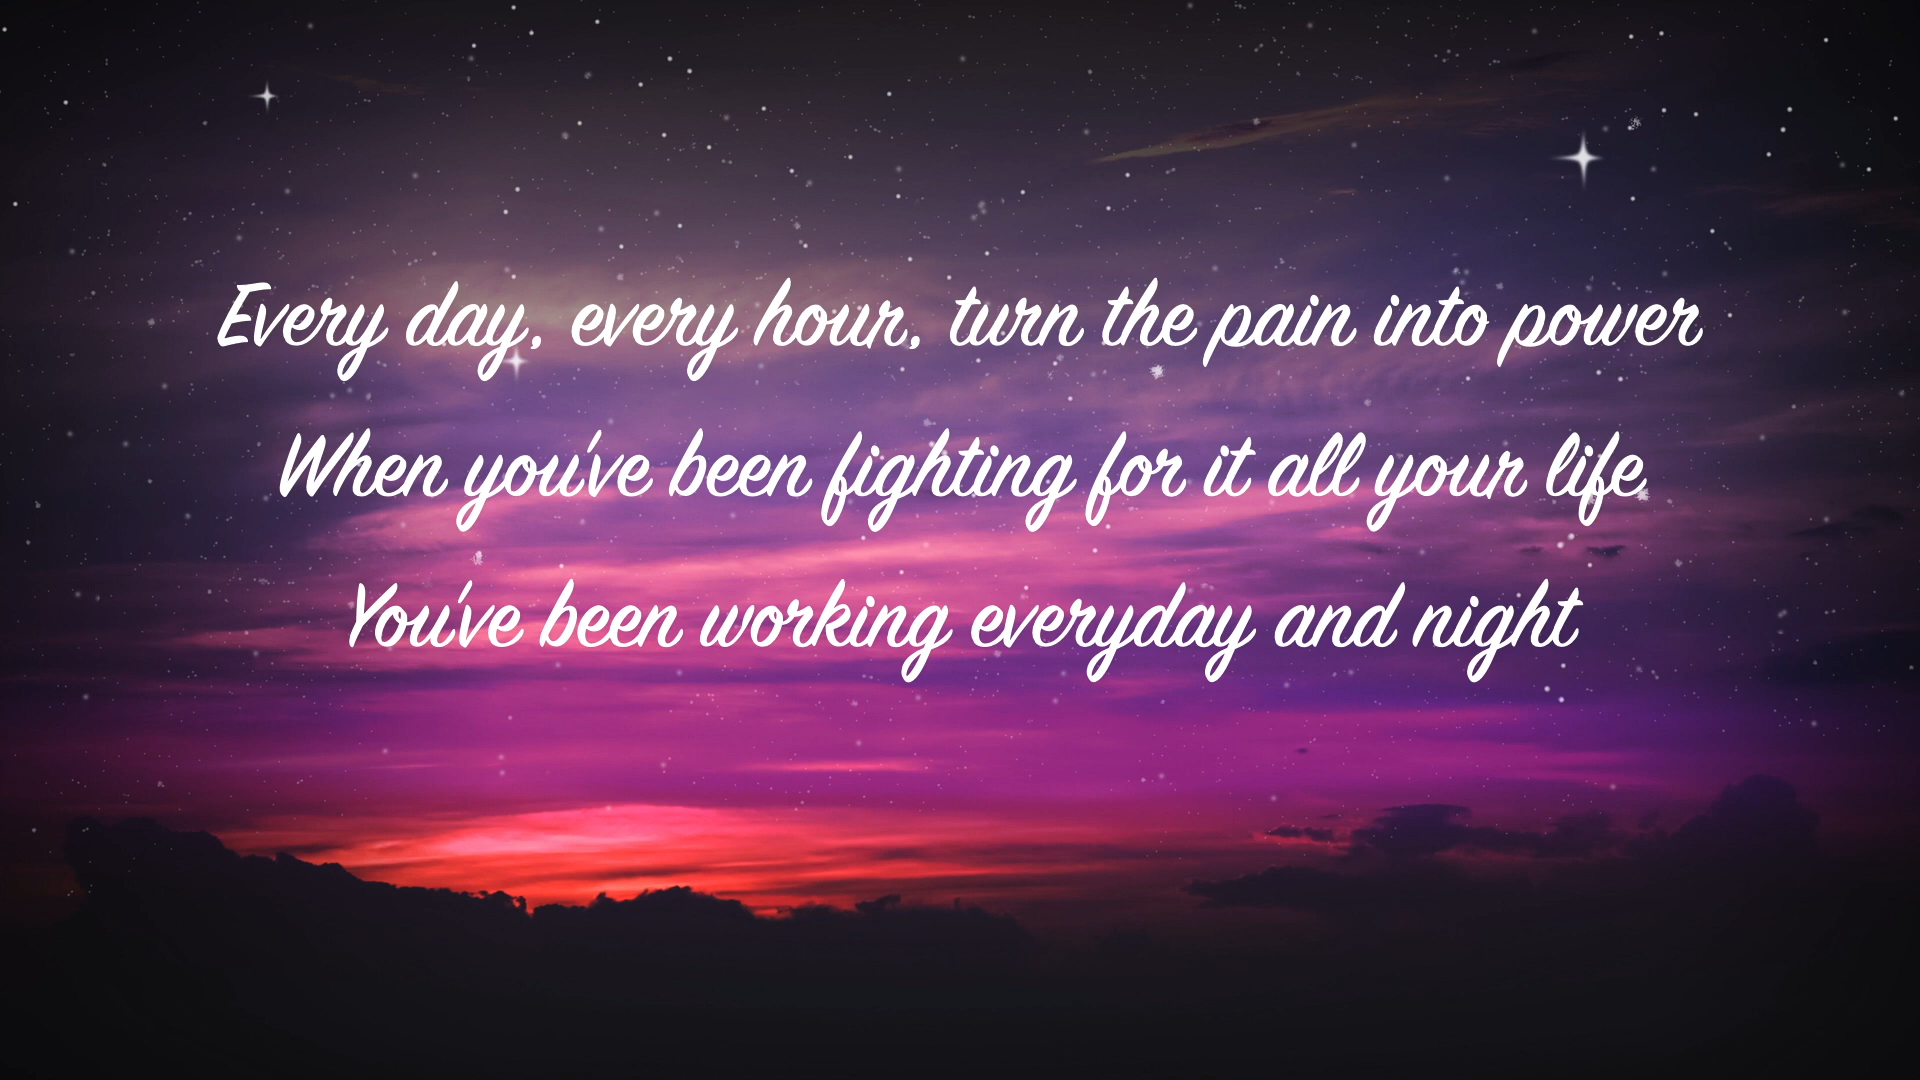 Every day, every hour, turn the pain into power
When you've been fighting for it all your life
You've been working everyday and night